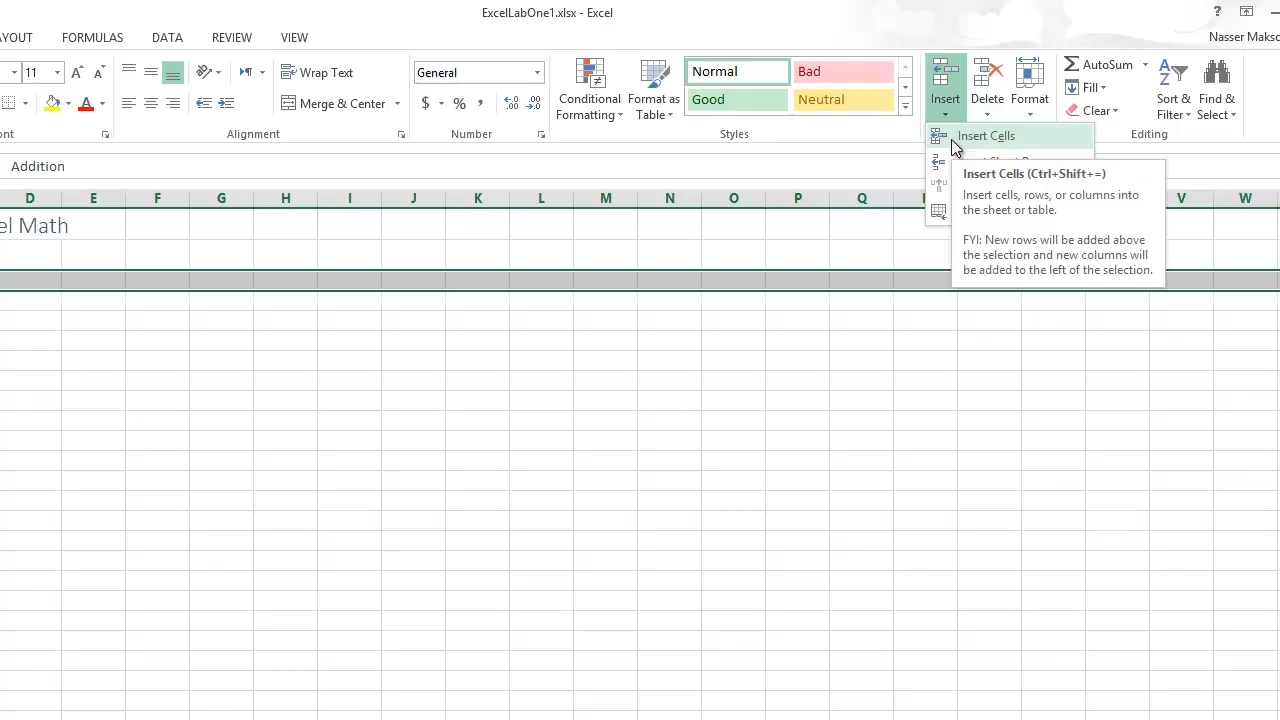 ExcelLabOne1.xlsx - Excel
?
AYOUT FORMULAS DATA REVIEW VIEW
Nasser Makso
11 A A Wrap Text General Normal Bad
Conditional Formatting Format as Table
Good Neutral
Insert Delete Format
AutoSum
Fill
Clear
Sort & Filter Find & Select
A Merge & Center $ % ,
ont Alignment Number Styles Editing
Insert Cells
Addition
Insert Cells (Ctrl+Shift+=)
Insert cells, rows, or columns into
the sheet or table.
FYI: New rows will be added above
the selection and new columns will
be added to the left of the selection.
D E F G H I J K L M N O P Q V W
el Math